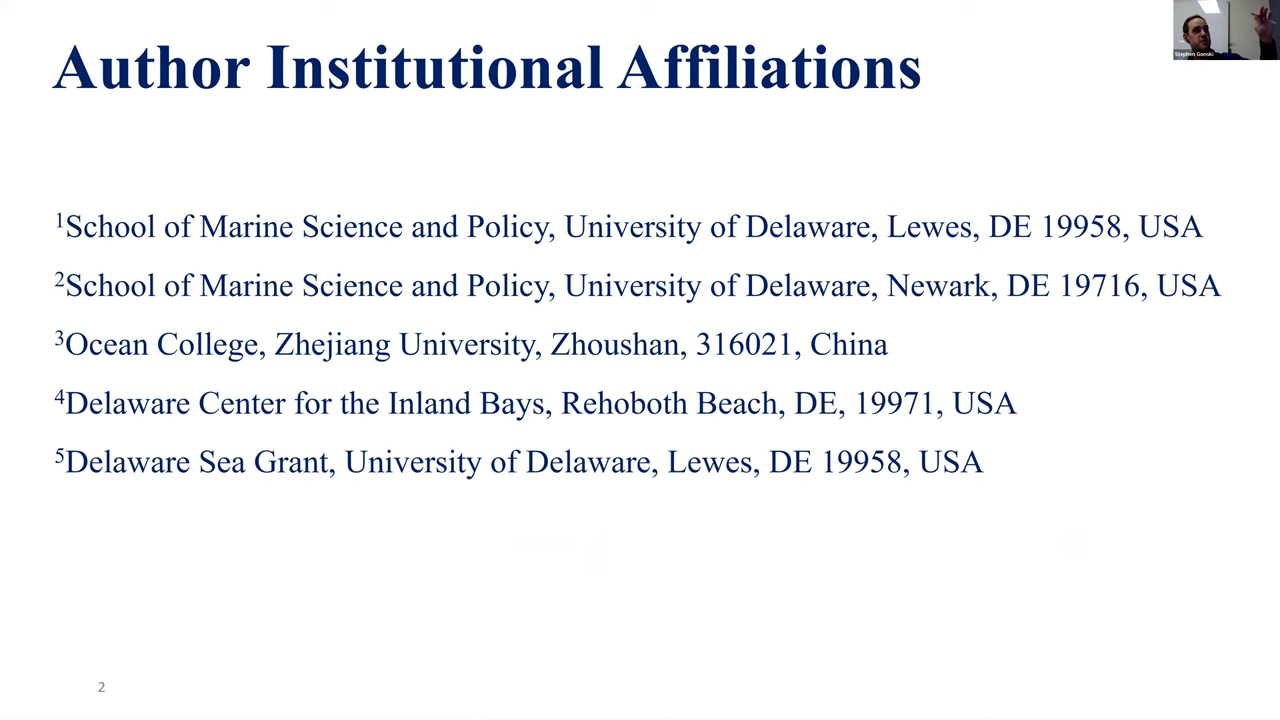 Author Institutional Affiliations
Stephen Gonski
¹School of Marine Science and Policy, University of Delaware, Lewes, DE 19958, USA
²School of Marine Science and Policy, University of Delaware, Newark, DE 19716, USA
³Ocean College, Zhejiang University, Zhoushan, 316021, China
⁴Delaware Center for the Inland Bays, Rehoboth Beach, DE, 19971, USA
⁵Delaware Sea Grant, University of Delaware, Lewes, DE 19958, USA
2